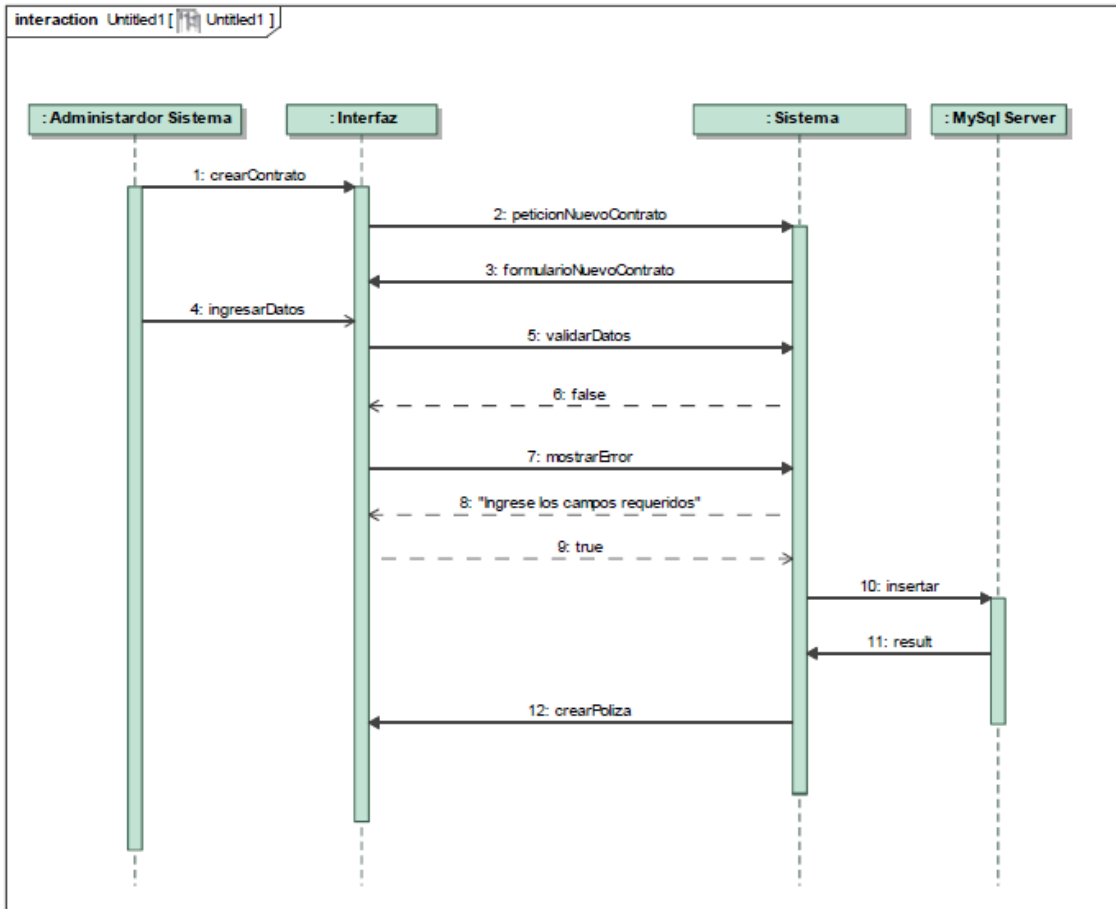 interaction Untitled1 [ Untitled1 ]
: Administardor Sistema
: Interfaz
: Sistema
: MySql Server
1: crearContrato
2: peticionNuevoContrato
3: formularioNuevoContrato
4: ingresarDatos
5: validarDatos
6: false
7: mostrarError
8: "Ingrese los campos requeridos"
9: true
10: insertar
11: result
12: crearPoliza